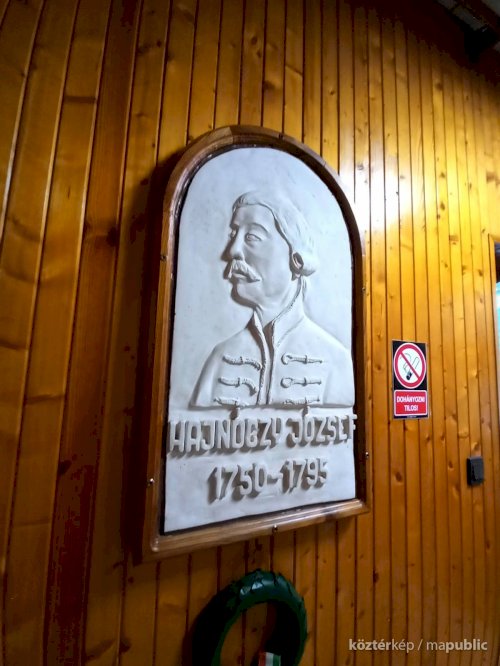 HAJNÓCZY JÓZSEF
1750-1795
DOHÁNYOZNI
TILOS!
köztérkép / mapublic